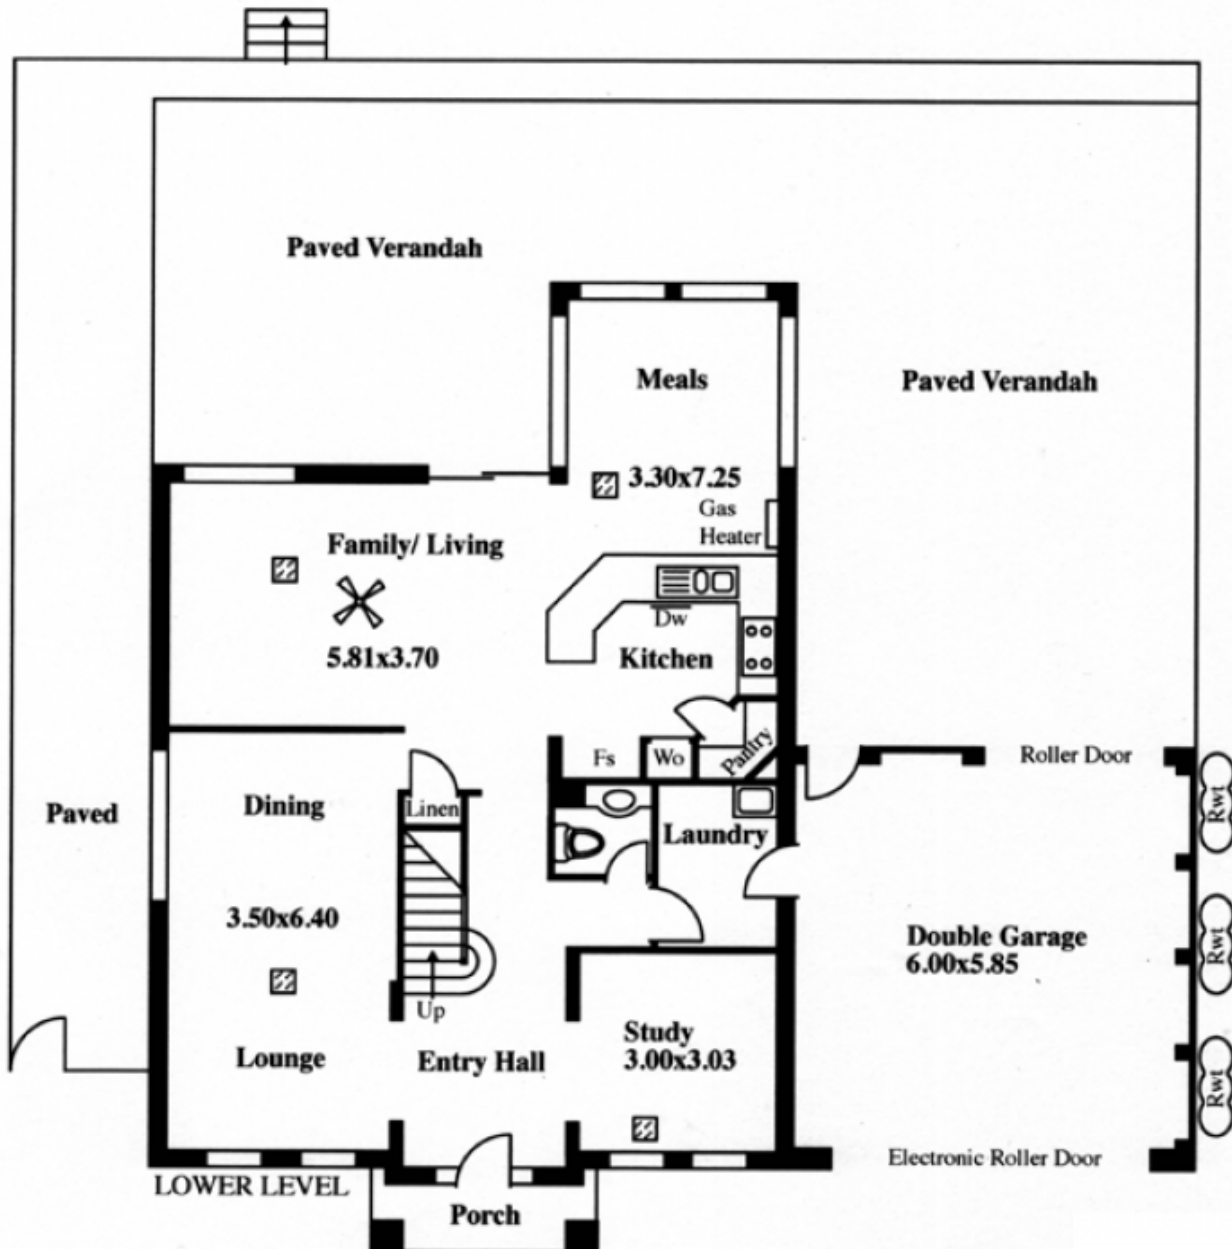 Paved Verandah
Meals
Paved Verandah
3.30x7.25
Gas
Heater
Family/ Living
Dw
5.81x3.70
Kitchen
Fs
Wo
Pantry
Roller Door
Rwt
Paved
Dining
Linen
Laundry
3.50x6.40
Double Garage
6.00x5.85
Rwt
Up
Study
3.00x3.03
Lounge
Entry Hall
Rwt
Electronic Roller Door
LOWER LEVEL
Porch